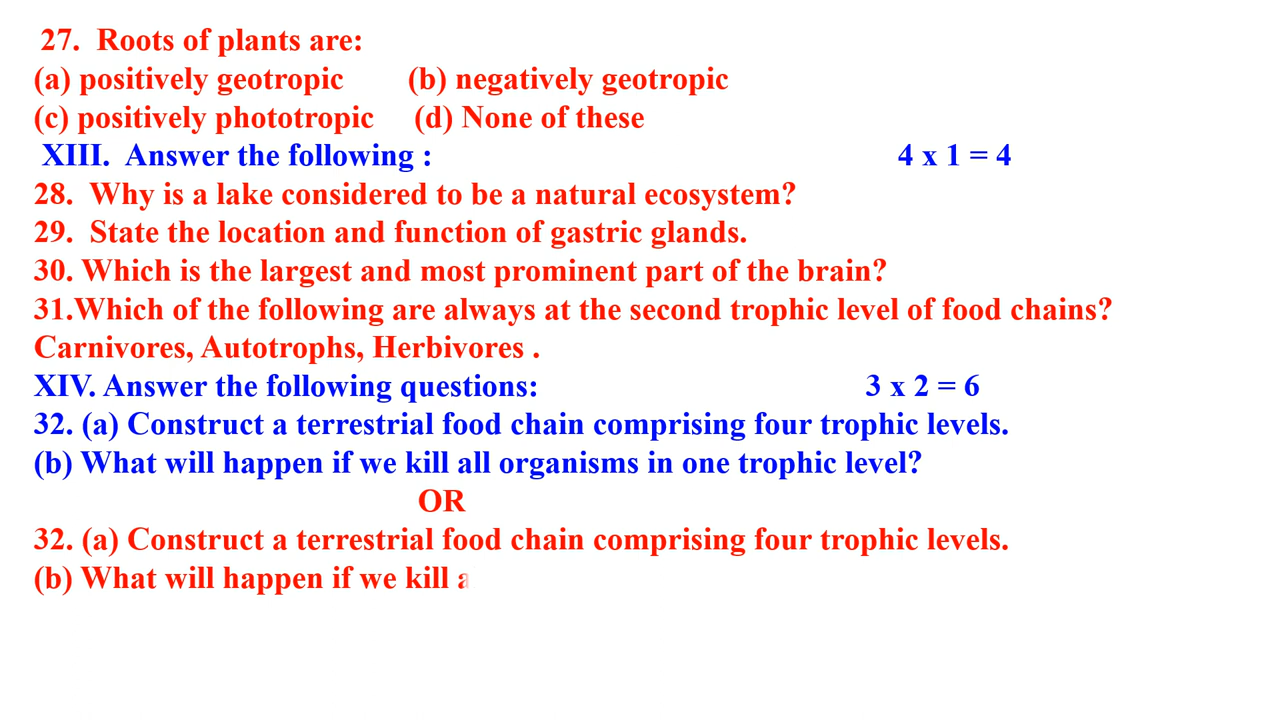 27. Roots of plants are:
(a) positively geotropic (b) negatively geotropic
(c) positively phototropic (d) None of these
XIII. Answer the following : 4 x 1 = 4
28. Why is a lake considered to be a natural ecosystem?
29. State the location and function of gastric glands.
30. Which is the largest and most prominent part of the brain?
31.Which of the following are always at the second trophic level of food chains?
Carnivores, Autotrophs, Herbivores .
XIV. Answer the following questions: 3 x 2 = 6
32. (a) Construct a terrestrial food chain comprising four trophic levels.
(b) What will happen if we kill all organisms in one trophic level?
OR
32. (a) Construct a terrestrial food chain comprising four trophic levels.
(b) What will happen if we kill